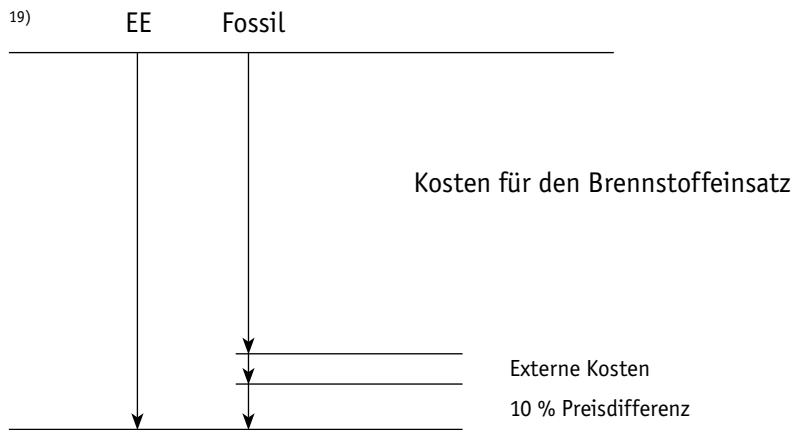 19) EE Fossil
Kosten für den Brennstoffeinsatz
Externe Kosten
10 % Preisdifferenz